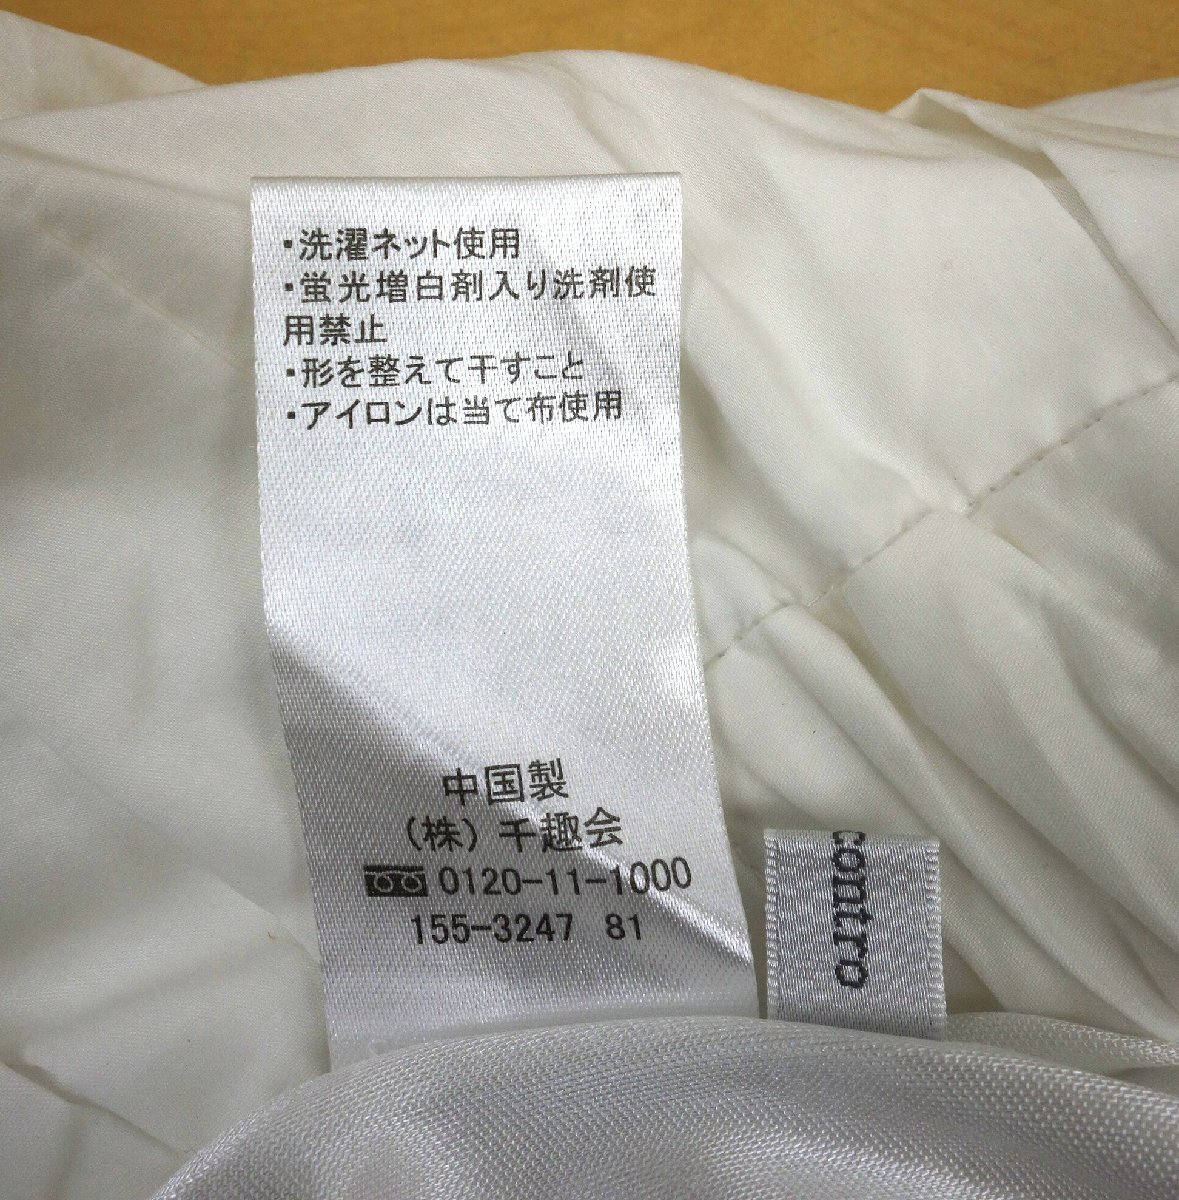 ・洗濯ネット使用
・蛍光増白剤入り洗剤使
用禁止
・形を整えて干すこと
・アイロンは当て布使用
中国製
（株）千趣会
0120-11-1000
155-3247 81
contro